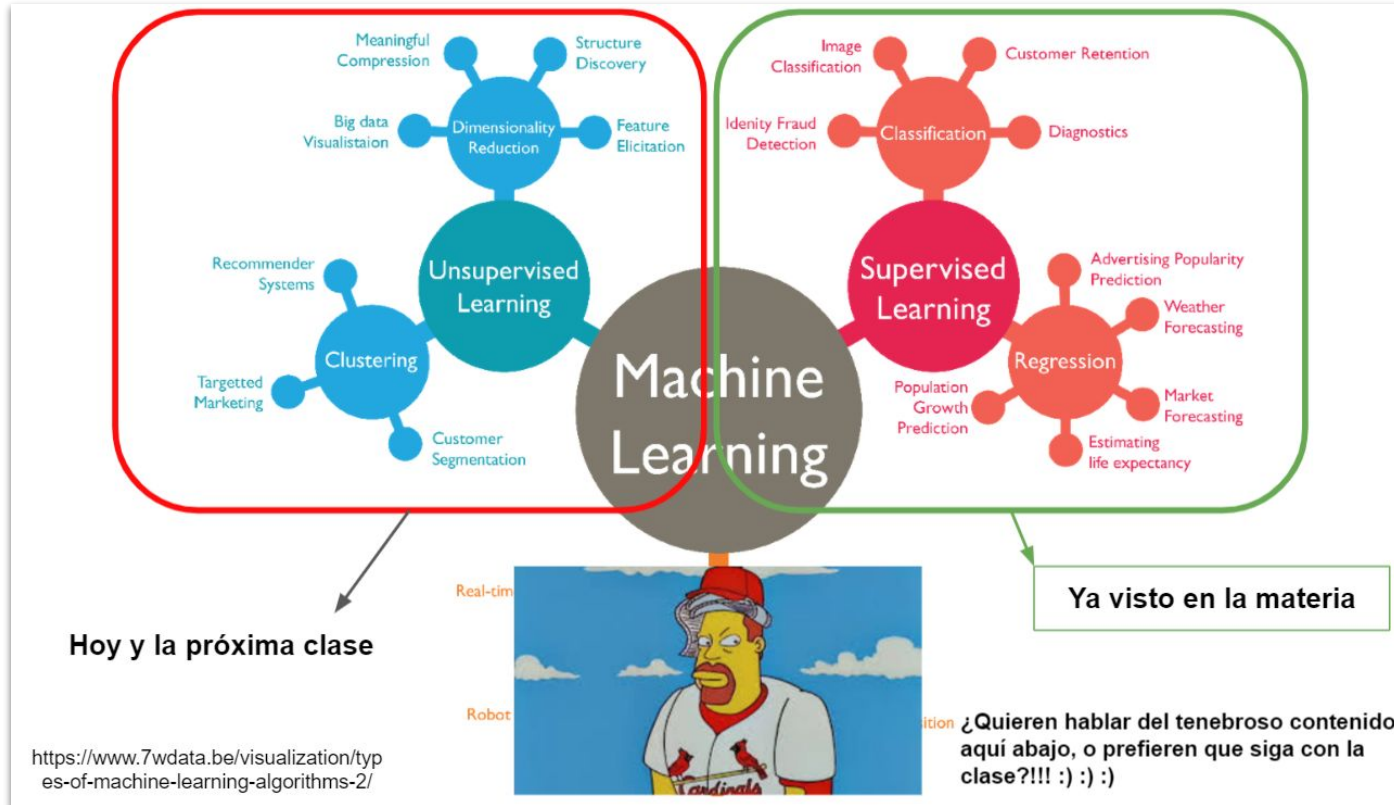 Meaningful
Compression
Structure
Discovery
Big data
Visualistaion
Dimensionality
Reduction
Feature
Elicitation
Unsupervised
Learning
Recommender
Systems
Clustering
Targetted
Marketing
Customer
Segmentation
Machine
Learning
Image
Classification
Customer Retention
Idenity Fraud
Detection
Classification
Diagnostics
Supervised
Learning
Advertising Popularity
Prediction
Weather
Forecasting
Regression
Population
Growth
Prediction
Market
Forecasting
Estimating
life expectancy
Hoy y la próxima clase
Ya visto en la materia
Real-tim
Robot
Cardinals
ition
¿Quieren hablar del tenebroso contenido
aquí abajo, o prefieren que siga con la
clase?!!! :) :) :)
https://www.7wdata.be/visualization/typ
es-of-machine-learning-algorithms-2/